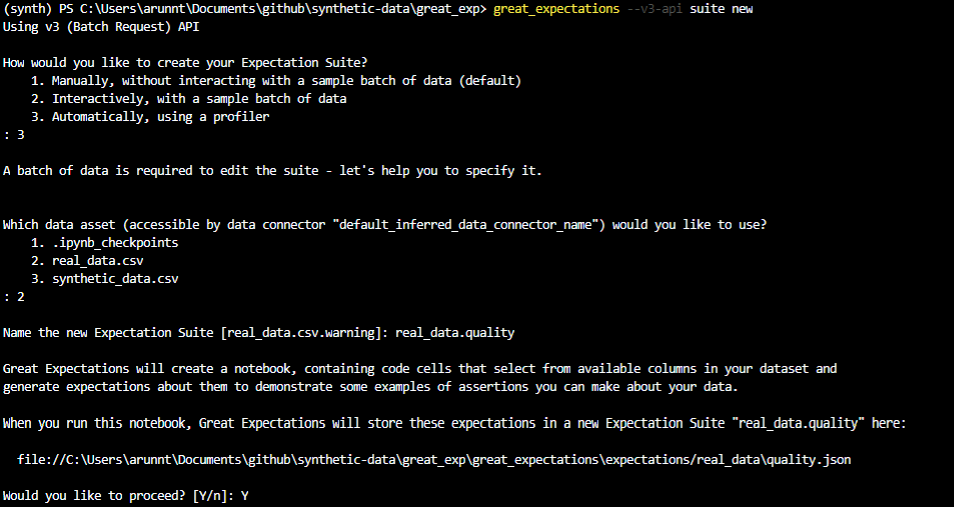 (synth) PS C:\Users\arunnt\Documents\github\synthetic-data\great_exp> great_expectations --v3-api suite new
Using v3 (Batch Request) API
How would you like to create your Expectation Suite?
1. Manually, without interacting with a sample batch of data (default)
2. Interactively, with a sample batch of data
3. Automatically, using a profiler
: 3
A batch of data is required to edit the suite - let's help you to specify it.
Which data asset (accessible by data connector "default_inferred_data_connector_name") would you like to use?
1. .ipynb_checkpoints
2. real_data.csv
3. synthetic_data.csv
: 2
Name the new Expectation Suite [real_data.csv.warning]: real_data.quality
Great Expectations will create a notebook, containing code cells that select from available columns in your dataset and
generate expectations about them to demonstrate some examples of assertions you can make about your data.
When you run this notebook, Great Expectations will store these expectations in a new Expectation Suite "real_data.quality" here:
file://C:\Users\arunnt\Documents\github\synthetic-data\great_exp\great_expectations\expectations/real_data\quality.json
Would you like to proceed? [Y/n]: Y